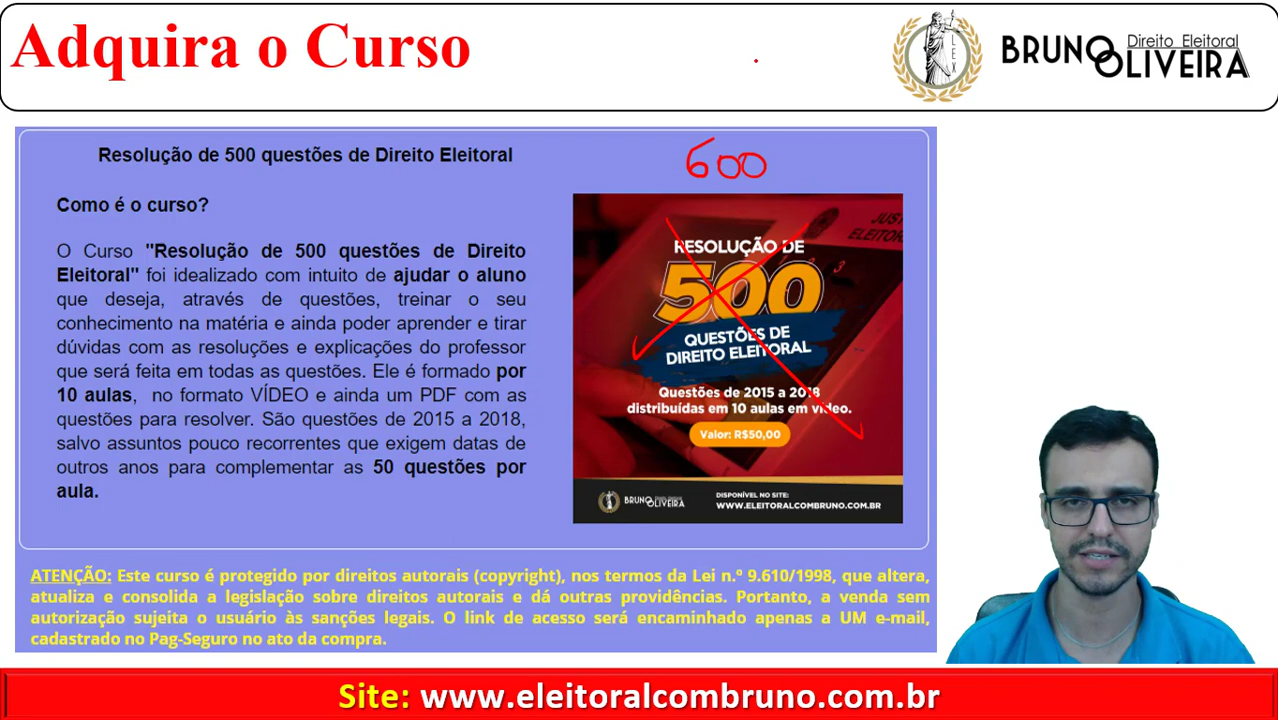 Adquira o Curso
LEX
BRUNO OLIVEIRA
Direito Eleitoral
Resolução de 500 questões de Direito Eleitoral
600
Como é o curso?
O Curso "Resolução de 500 questões de Direito
Eleitoral" foi idealizado com intuito de ajudar o aluno
que deseja, através de questões, treinar o seu
conhecimento na matéria e ainda poder aprender e tirar
dúvidas com as resoluções e explicações do professor
que será feita em todas as questões. Ele é formado por
10 aulas, no formato VÍDEO e ainda um PDF com as
questões para resolver. São questões de 2015 a 2018,
salvo assuntos pouco recorrentes que exigem datas de
outros anos para complementar as 50 questões por
aula.
JUST
ELEITOR
RESOLUÇÃO DE
500
QUESTÕES DE
DIREITO ELEITORAL
Questões de 2015 a 2018
distribuídas em 10 aulas em vídeo.
Valor: R$50,00
BRUNO OLIVEIRA
DISPONÍVEL NO SITE:
WWW.ELEITORALCOMBRUNO.COM.BR
ATENÇÃO: Este curso é protegido por direitos autorais (copyright), nos termos da Lei n.º 9.610/1998, que altera,
atualiza e consolida a legislação sobre direitos autorais e dá outras providências. Portanto, a venda sem
autorização sujeita o usuário às sanções legais. O link de acesso será encaminhado apenas a UM e-mail,
cadastrado no Pag-Seguro no ato da compra.
Site: www.eleitoralcombruno.com.br